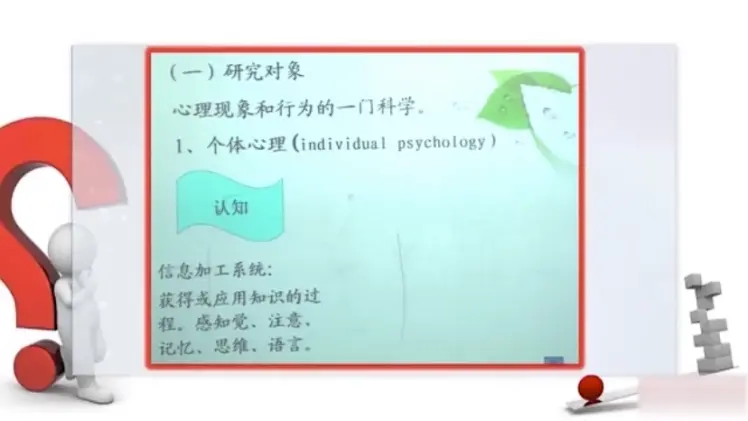 （一）研究对象
心理现象和行为的一门科学。
1、个体心理(individual psychology)
认知
信息加工系统：
获得或应用知识的过
程。感知觉、注意、
记忆、思维、语言。